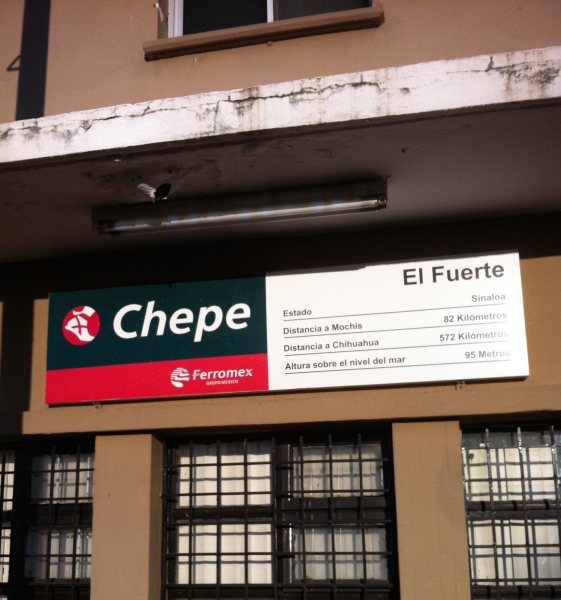 Chepe
Ferromex
GRUPO MEXICO
El Fuerte
Estado Sinaloa
Distancia a Mochis 82 Kilómetros
Distancia a Chihuahua 572 Kilómetros
Altura sobre el nivel del mar 95 Metros